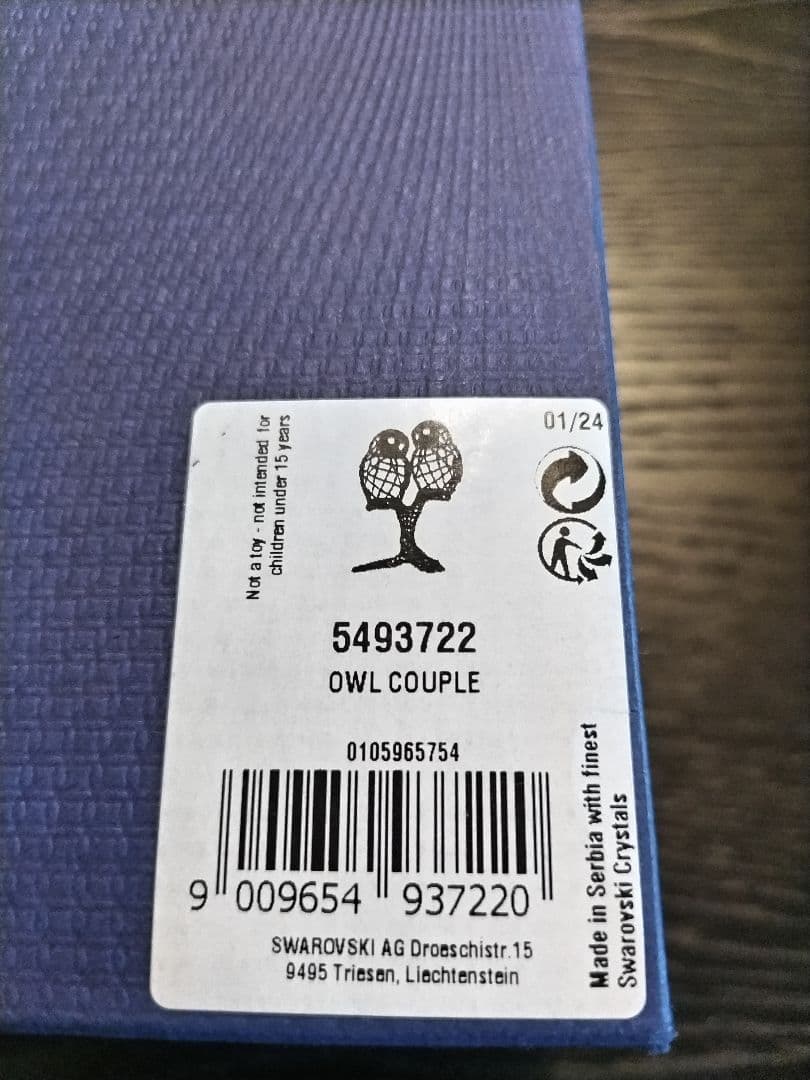 Not a toy - not intended for
children under 15 years
01/24
5493722
OWL COUPLE
0105965754
9 009654 937220
SWAROVSKI AG Droeschistr.15
9495 Triesen, Liechtenstein
Made in Serbia with finest
Swarovski Crystals